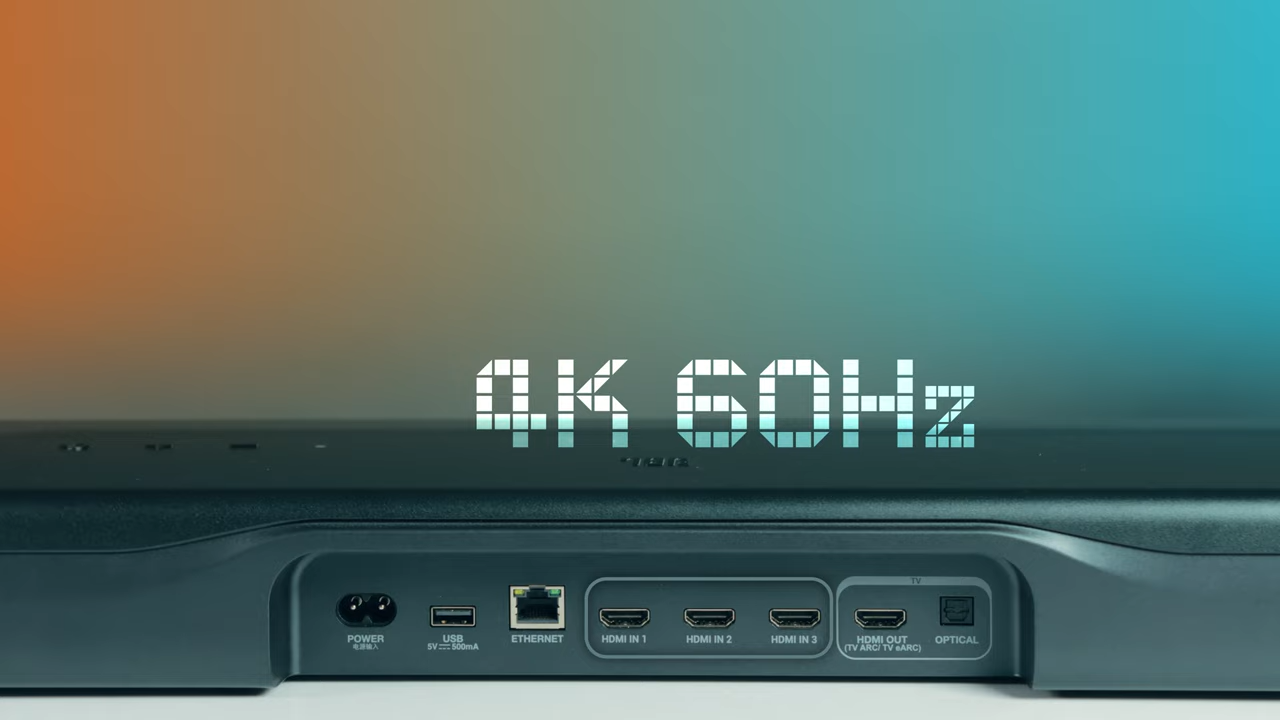 4K 60Hz
TV
POWER
电源输入
USB
5V⎓500mA
ETHERNET
HDMI IN 1
HDMI IN 2
HDMI IN 3
HDMI OUT
(TV ARC/ TV eARC)
OPTICAL